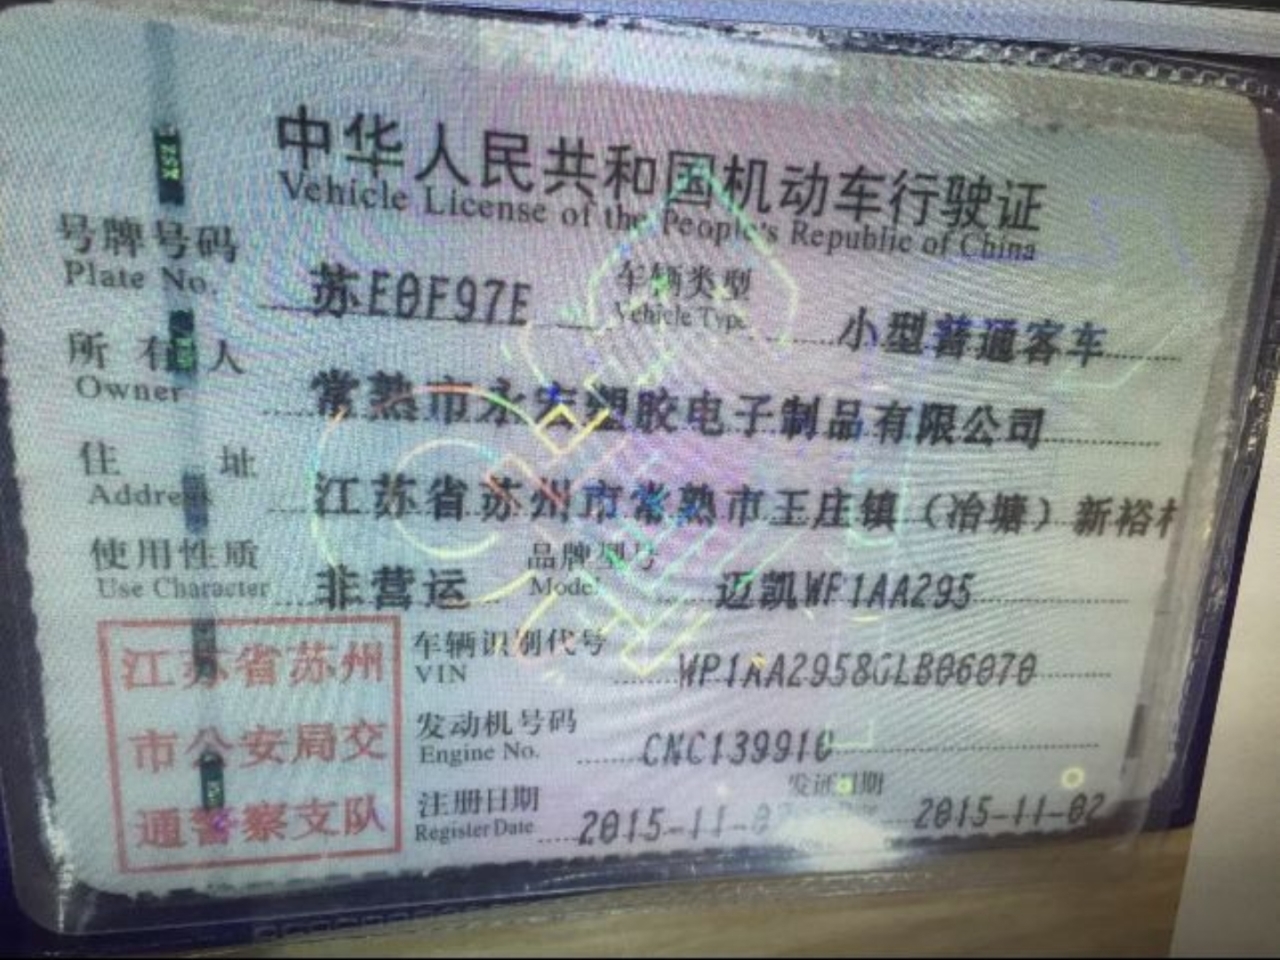 中华人民共和国机动车行驶证
Vehicle License of the People's Republic of China
号牌号码 苏E0F97E 车辆类型 小型普通客车
Plate No. Vehicle Type
所有人 常熟市永宏塑胶电子制品有限公司
Owner
住址 江苏省苏州市常熟市王庄镇（冶塘）新裕村
Address
使用性质 非营运 品牌型号 迈凯WF1AA295
Use Character Model
江苏省苏州
市公安局交
通警察支队
车辆识别代号 WP1AA2958GLB06070
VIN
发动机号码 CNC139910
Engine No.
注册日期 2015-11-02 发证日期 2015-11-02
Register Date